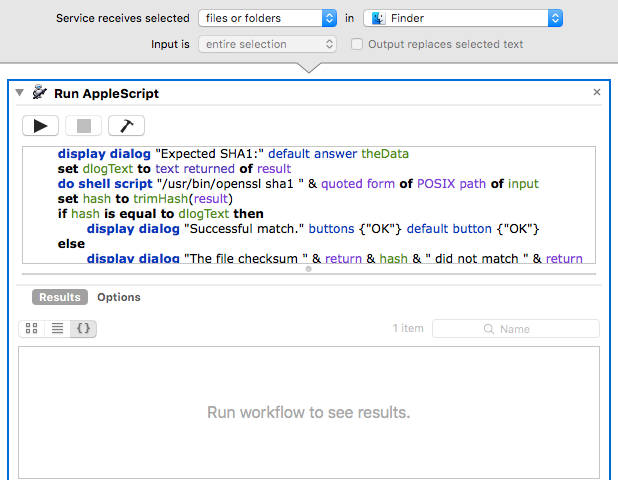 Service receives selected files or folders in Finder
Input is entire selection Output replaces selected text
Run AppleScript
display dialog "Expected SHA1:" default answer theData
set dlogText to text returned of result
do shell script "/usr/bin/openssl sha1 " & quoted form of POSIX path of input
set hash to trimHash(result)
if hash is equal to dlogText then
display dialog "Successful match." buttons {"OK"} default button {"OK"}
else
display dialog "The file checksum " & return & hash & " did not match " & return
Results Options
{} 1 item Name
Run workflow to see results.